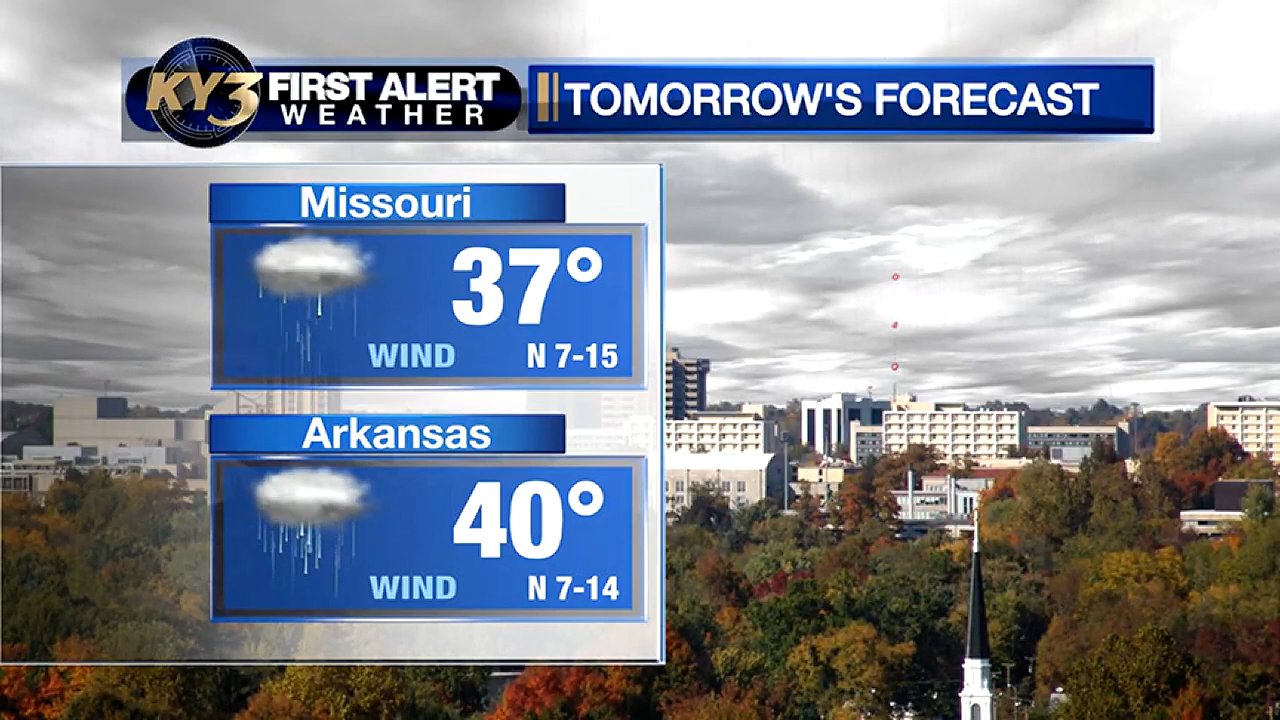 KY3 FIRST ALERT
WEATHER
TOMORROW'S FORECAST
Missouri
37°
WIND N 7-15
Arkansas
40°
WIND N 7-14